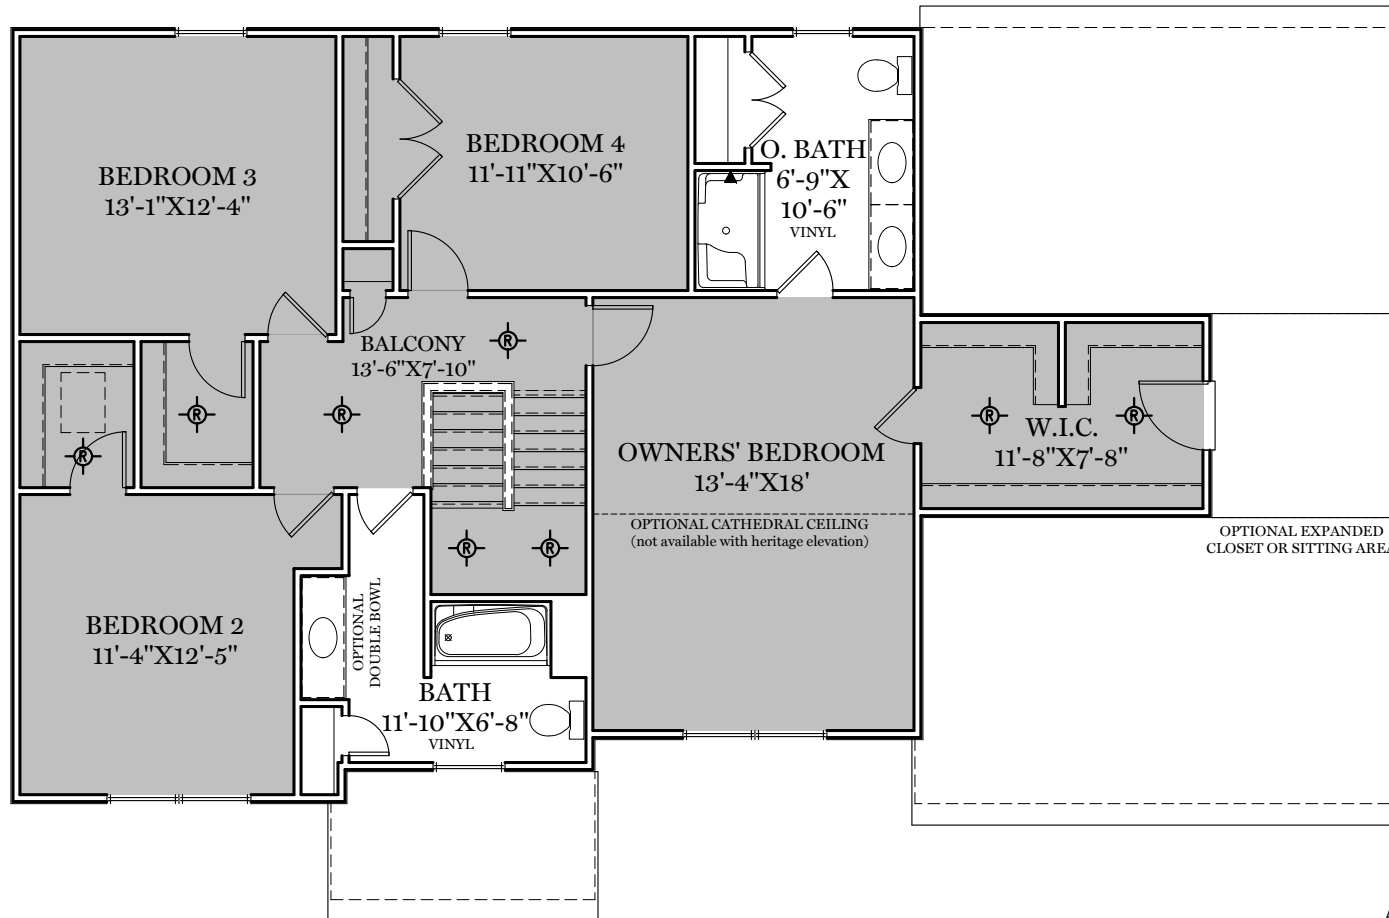 BEDROOM 3
13'-1"X12'-4"
BEDROOM 4
11'-11"X10'-6"
O. BATH
6'-9"X
10'-6"
VINYL
BALCONY
13'-6"X7'-10"
R
R
R
R
R
R
R
R
OWNERS' BEDROOM
13'-4"X18'
OPTIONAL CATHEDRAL CEILING
(not available with heritage elevation)
W.I.C.
11'-8"X7'-8"
OPTIONAL EXPANDED
CLOSET OR SITTING AREA
BEDROOM 2
11'-4"X12'-5"
OPTIONAL
DOUBLE BOWL
BATH
11'-10"X6'-8"
VINYL